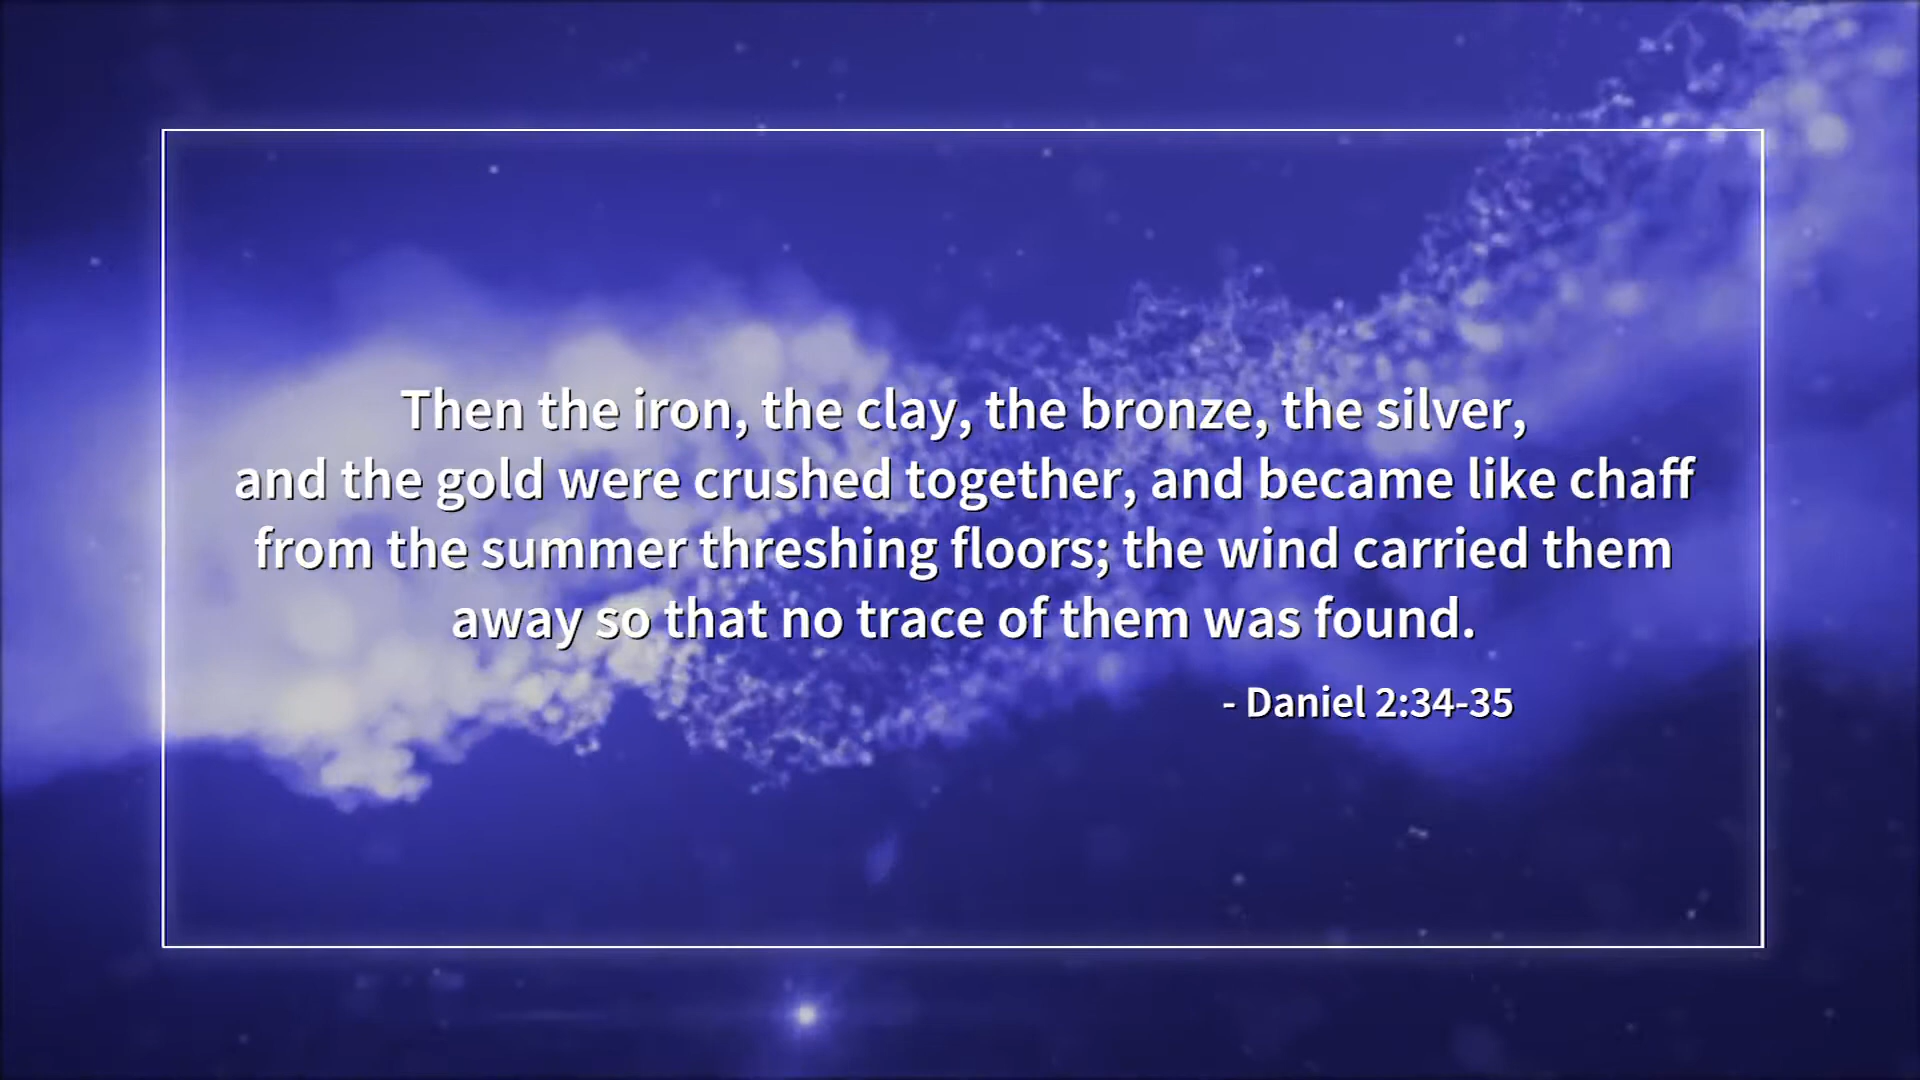 Then the iron, the clay, the bronze, the silver,
and the gold were crushed together, and became like chaff
from the summer threshing floors; the wind carried them
away so that no trace of them was found.
- Daniel 2:34-35